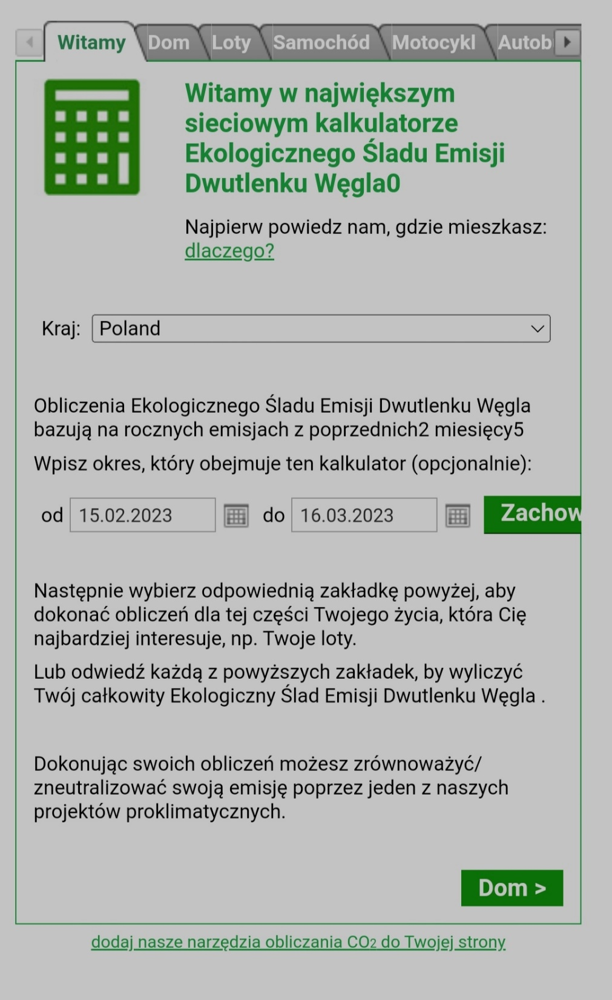 Witamy Dom Loty Samochód Motocykl Autob
Witamy w największym
sieciowym kalkulatorze
Ekologicznego Śladu Emisji
Dwutlenku Węgla0
Najpierw powiedz nam, gdzie mieszkasz:
dlaczego?
Kraj: Poland
Obliczenia Ekologicznego Śladu Emisji Dwutlenku Węgla
bazują na rocznych emisjach z poprzednich2 miesięcy5
Wpisz okres, który obejmuje ten kalkulator (opcjonalnie):
od 15.02.2023 do 16.03.2023 Zachow
Następnie wybierz odpowiednią zakładkę powyżej, aby
dokonać obliczeń dla tej części Twojego życia, która Cię
najbardziej interesuje, np. Twoje loty.
Lub odwiedź każdą z powyższych zakładek, by wyliczyć
Twój całkowity Ekologiczny Ślad Emisji Dwutlenku Węgla .
Dokonując swoich obliczeń możesz zrównoważyć/
zneutralizować swoją emisję poprzez jeden z naszych
projektów proklimatycznych.
Dom >
dodaj nasze narzędzia obliczania CO2 do Twojej strony